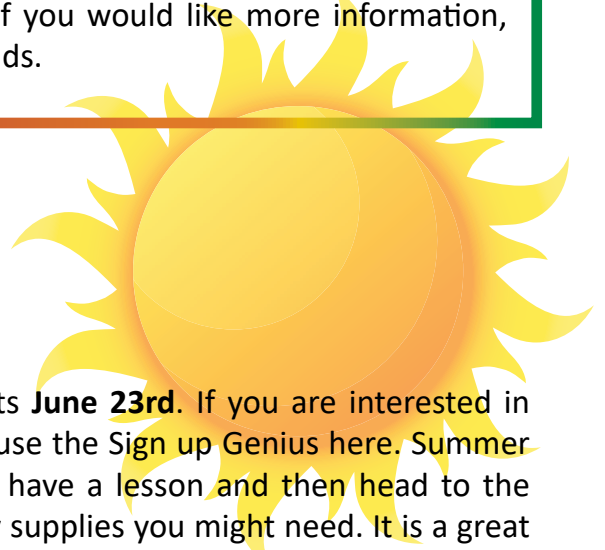 f you would like more information,
ds.
ts June 23rd. If you are interested in
use the Sign up Genius here. Summer
have a lesson and then head to the
supplies you might need. It is a great